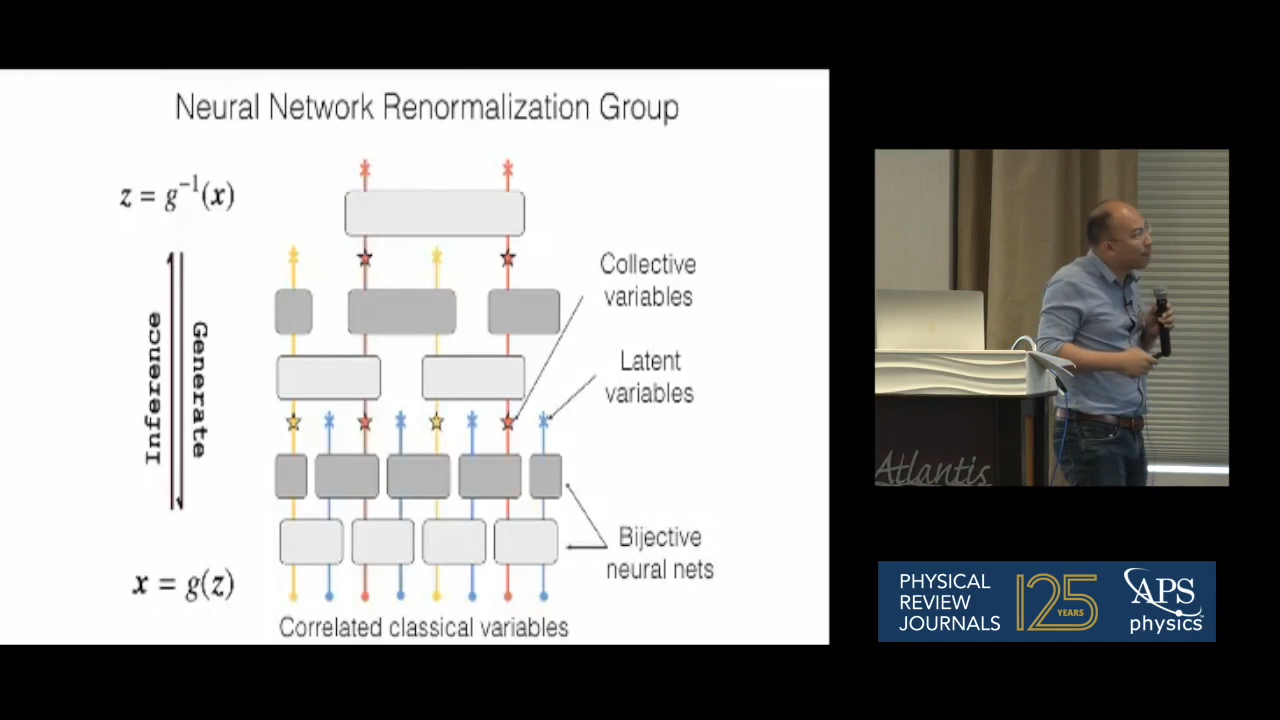 Neural Network Renormalization Group
z = g⁻¹(x)
Inference
Generate
x = g(z)
Collective
variables
Latent
variables
Bijective
neural nets
Correlated classical variables
Atlantis
PHYSICAL
REVIEW
JOURNALS
125
YEARS
APS
physics